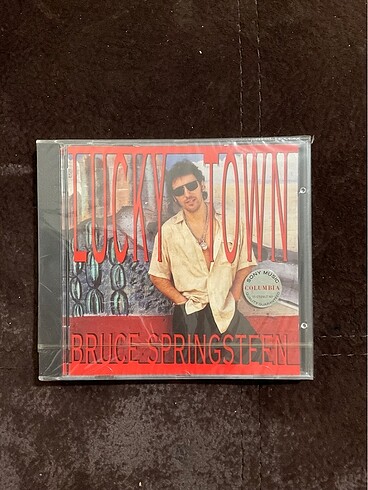 LUCKY TOWN
SONY MUSIC
COLUMBIA
BRUCE SPRINGSTEEN